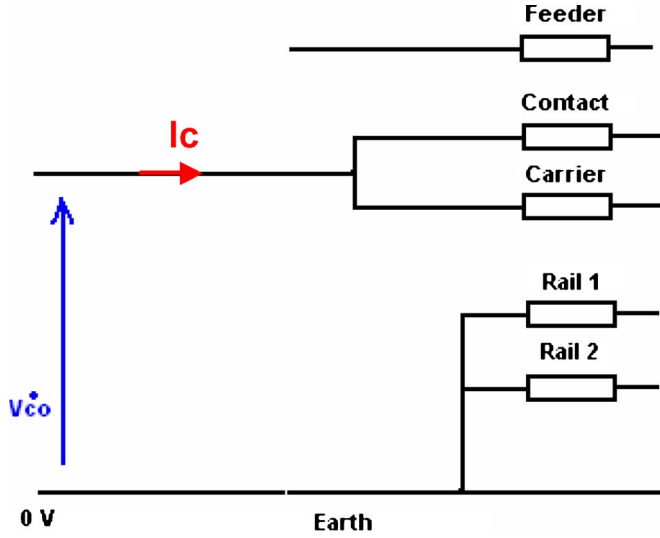 Feeder
Contact
Ic
Carrier
Rail 1
Rail 2
Vco
0 V
Earth